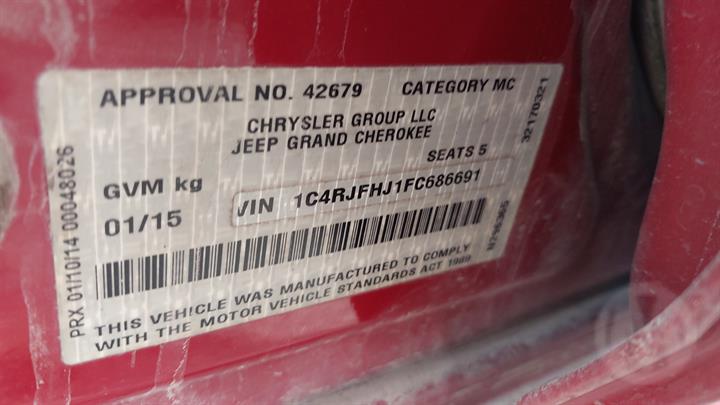 APPROVAL NO. 42679 CATEGORY MC
CHRYSLER GROUP LLC
JEEP GRAND CHEROKEE
SEATS 5
GVM kg
01/15
VIN 1C4RJFHJ1FC686691
THIS VEHICLE WAS MANUFACTURED TO COMPLY
WITH THE MOTOR VEHICLE STANDARDS ACT 1989
PRX 01/10/14 00048026
32170321